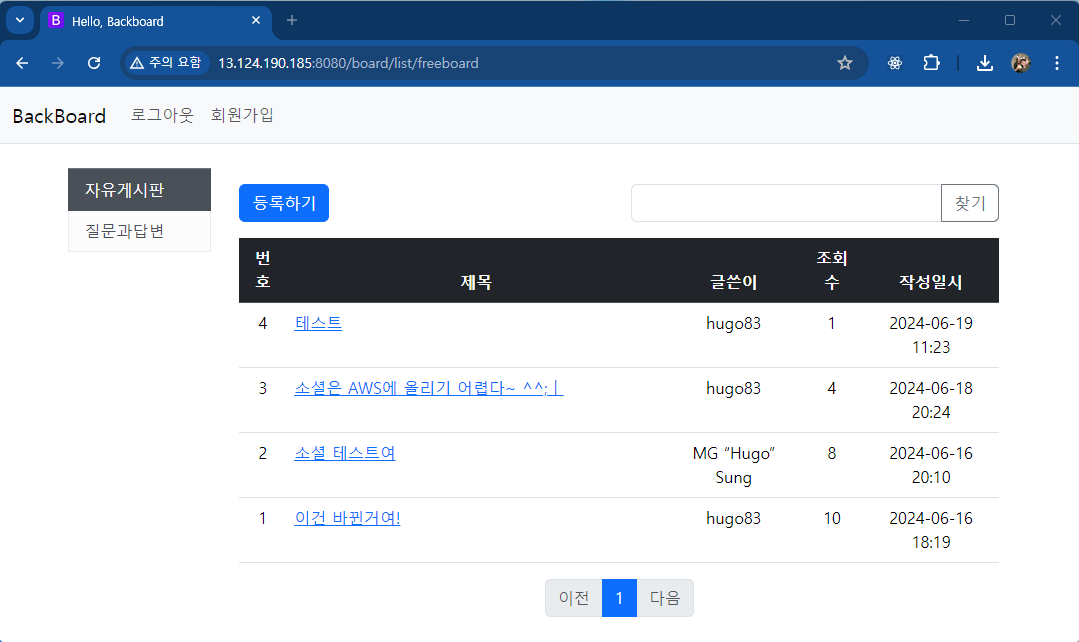 B Hello, Backboard
주의 요함 13.124.190.185:8080/board/list/freeboard
BackBoard 로그아웃 회원가입
자유게시판
질문과답변
등록하기 찾기
번호 제목 글쓴이 조회수 작성일시
4 테스트 hugo83 1 2024-06-19
11:23
3 소셜은 AWS에 올리기 어렵다~ ^^;ㅣ hugo83 4 2024-06-18
20:24
2 소셜 테스트여 MG “Hugo” 8 2024-06-16
Sung 20:10
1 이건 바뀐거여! hugo83 10 2024-06-16
18:19
이전 1 다음